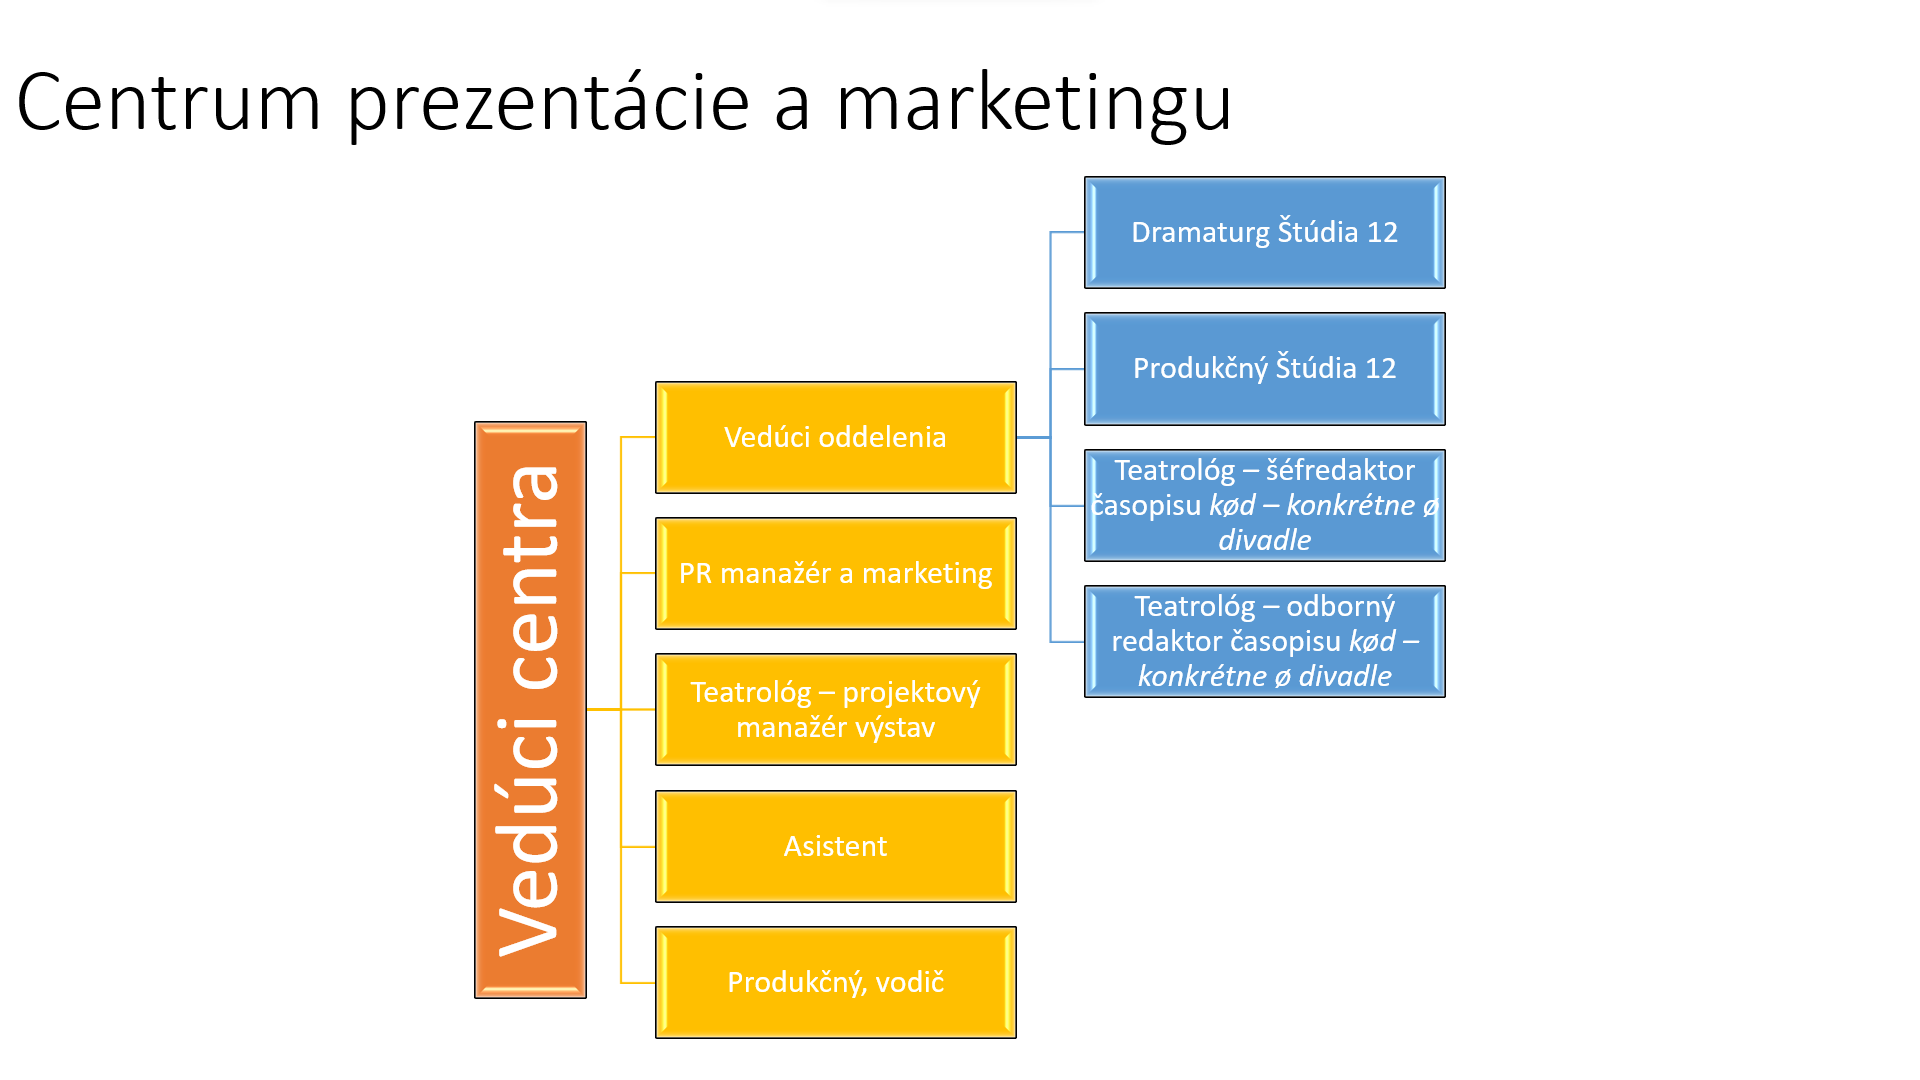 Centrum prezentácie a marketingu
Vedúci centra
Vedúci oddelenia
PR manažér a marketing
Teatrológ – projektový
manažér výstav
Asistent
Produkčný, vodič
Dramaturg Štúdia 12
Produkčný Štúdia 12
Teatrológ – šéfredaktor
časopisu kød – konkrétne ø
divadle
Teatrológ – odborný
redaktor časopisu kød –
konkrétne ø divadle